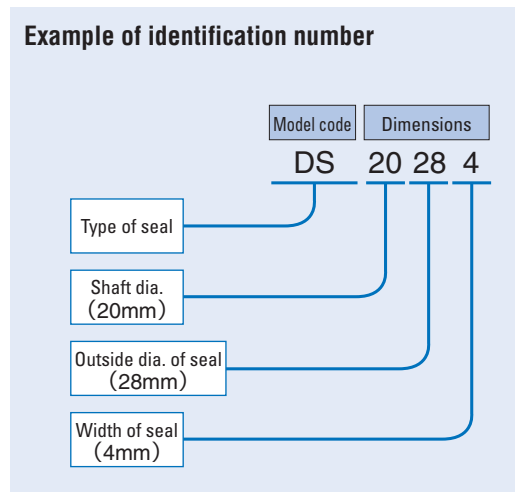 Example of identification number
Model code Dimensions
DS 20 28 4
Type of seal
Shaft dia.
（20mm）
Outside dia. of seal
（28mm）
Width of seal
（4mm）